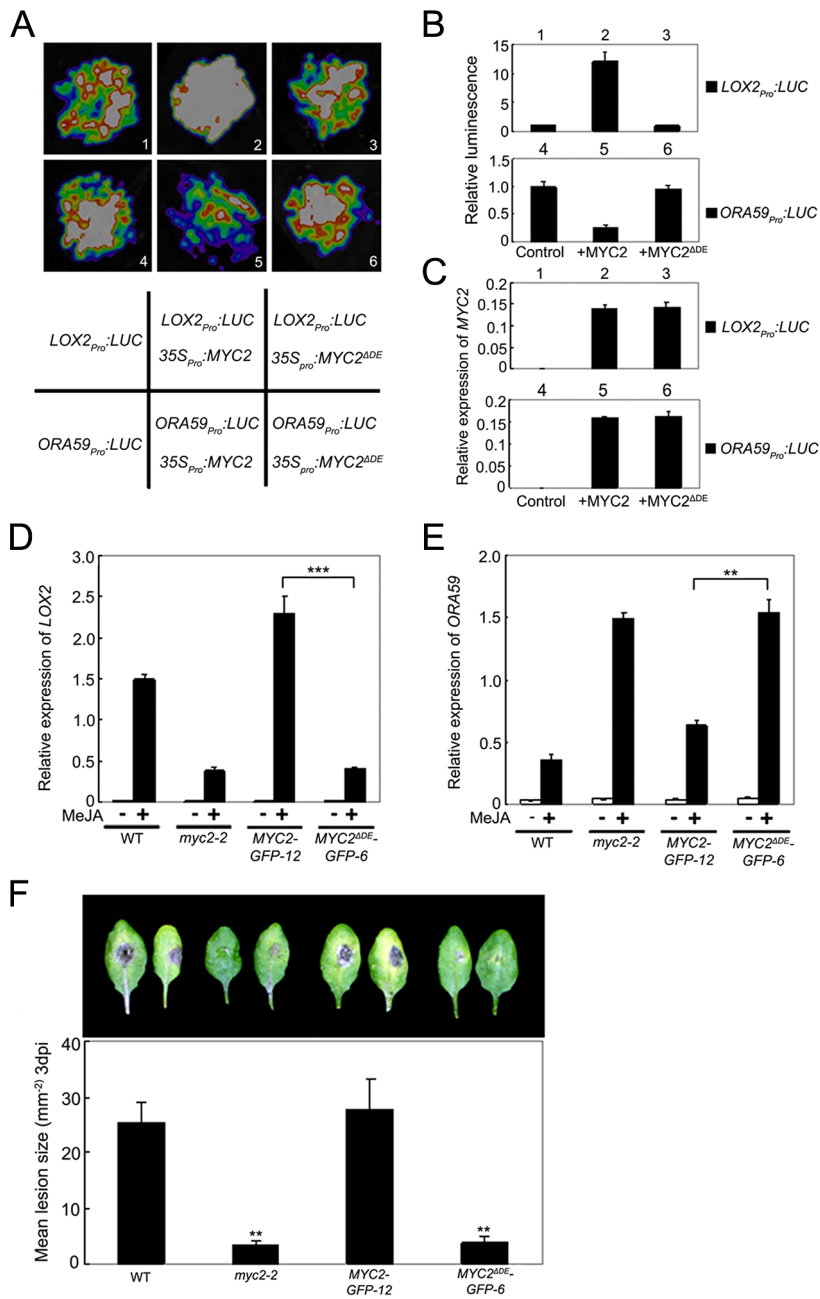 A
1
2
3
4
5
6
LOX2Pro:LUC
LOX2Pro:LUC
35SPro:MYC2
LOX2Pro:LUC
35Spro:MYC2ΔDE
ORA59Pro:LUC
ORA59Pro:LUC
35SPro:MYC2
ORA59Pro:LUC
35Spro:MYC2ΔDE
B
Relative luminescence
1 2 3
15
10
5
0
LOX2Pro:LUC
4 5 6
1.5
1.0
0.5
0
ORA59Pro:LUC
Control +MYC2 +MYC2ΔDE
C
Relative expression of MYC2
1 2 3
0.2
0.15
0.1
0.05
0
LOX2Pro:LUC
4 5 6
0.2
0.15
0.1
0.05
0
ORA59Pro:LUC
Control +MYC2 +MYC2ΔDE
D
Relative expression of LOX2
3.0
2.5
2.0
1.5
1.0
0.5
0
***
MeJA - + - + - + - +
WT myc2-2 MYC2- MYC2ΔDE-
GFP-12 GFP-6
E
Relative expression of ORA59
2.0
1.5
1.0
0.5
0
**
MeJA - + - + - + - +
WT myc2-2 MYC2- MYC2ΔDE-
GFP-12 GFP-6
F
Mean lesion size (mm-2) 3dpi
40
30
20
10
0
** **
WT myc2-2 MYC2- MYC2ΔDE-
GFP-12 GFP-6